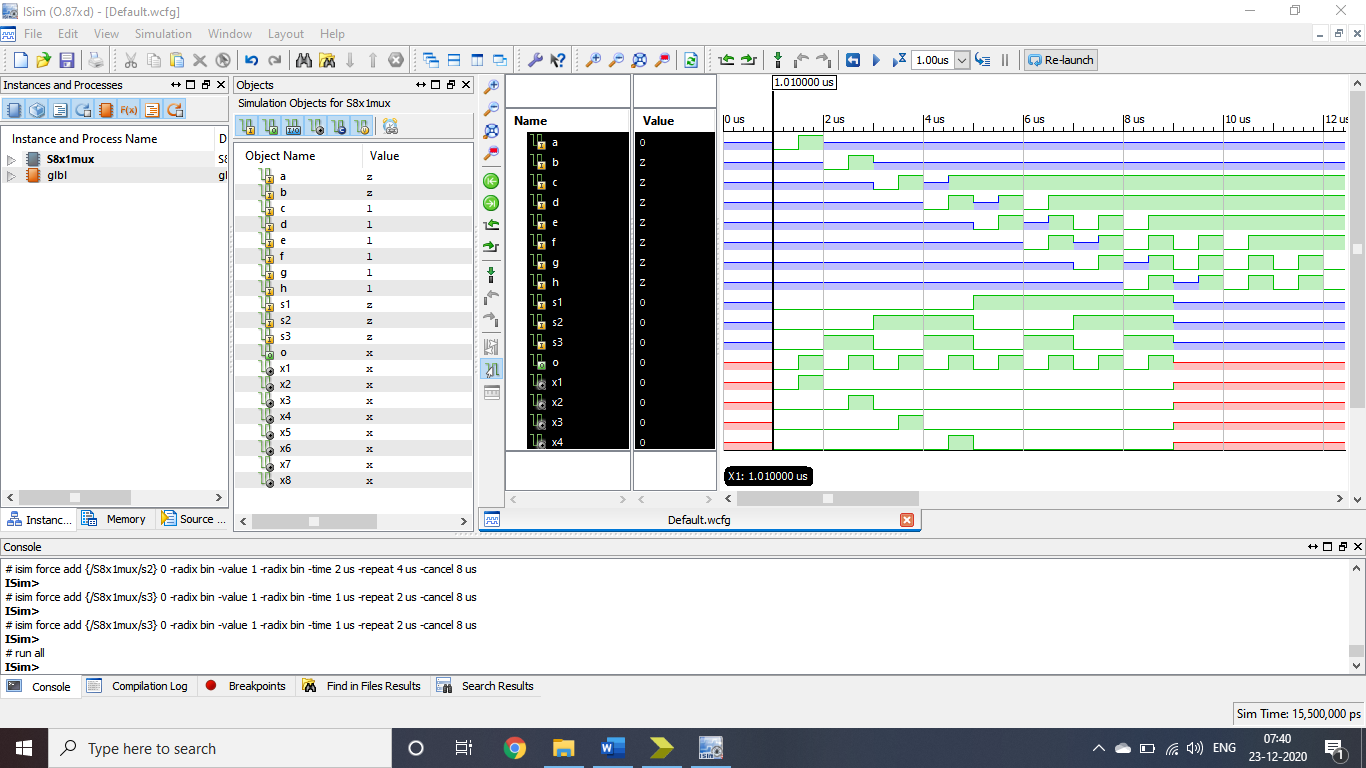 ISim (O.87xd) - [Default.wcfg]
File Edit View Simulation Window Layout Help
1.00us Re-launch
Instances and Processes
Instance and Process Name D
S8x1mux S8
glbl gl
Instanc... Memory Source ...
Objects
Simulation Objects for S8x1mux
Object Name Value
a z
b z
c 1
d 1
e 1
f 1
g 1
h 1
s1 z
s2 z
s3 z
o x
x1 x
x2 x
x3 x
x4 x
x5 x
x6 x
x7 x
x8 x
1.010000 us
Name Value
0 us 2 us 4 us 6 us 8 us 10 us 12 us
a 0
b z
c z
d z
e z
f z
g z
h z
s1 0
s2 0
s3 0
o 0
x1 0
x2 0
x3 0
x4 0
X1: 1.010000 us
Default.wcfg
Console
# isim force add {/S8x1mux/s2} 0 -radix bin -value 1 -radix bin -time 2 us -repeat 4 us -cancel 8 us
ISim>
# isim force add {/S8x1mux/s3} 0 -radix bin -value 1 -radix bin -time 1 us -repeat 2 us -cancel 8 us
ISim>
# isim force add {/S8x1mux/s3} 0 -radix bin -value 1 -radix bin -time 1 us -repeat 2 us -cancel 8 us
ISim>
# run all
ISim>
Console Compilation Log Breakpoints Find in Files Results Search Results
Sim Time: 15,500,000 ps
Type here to search
ENG
07:40
23-12-2020
1